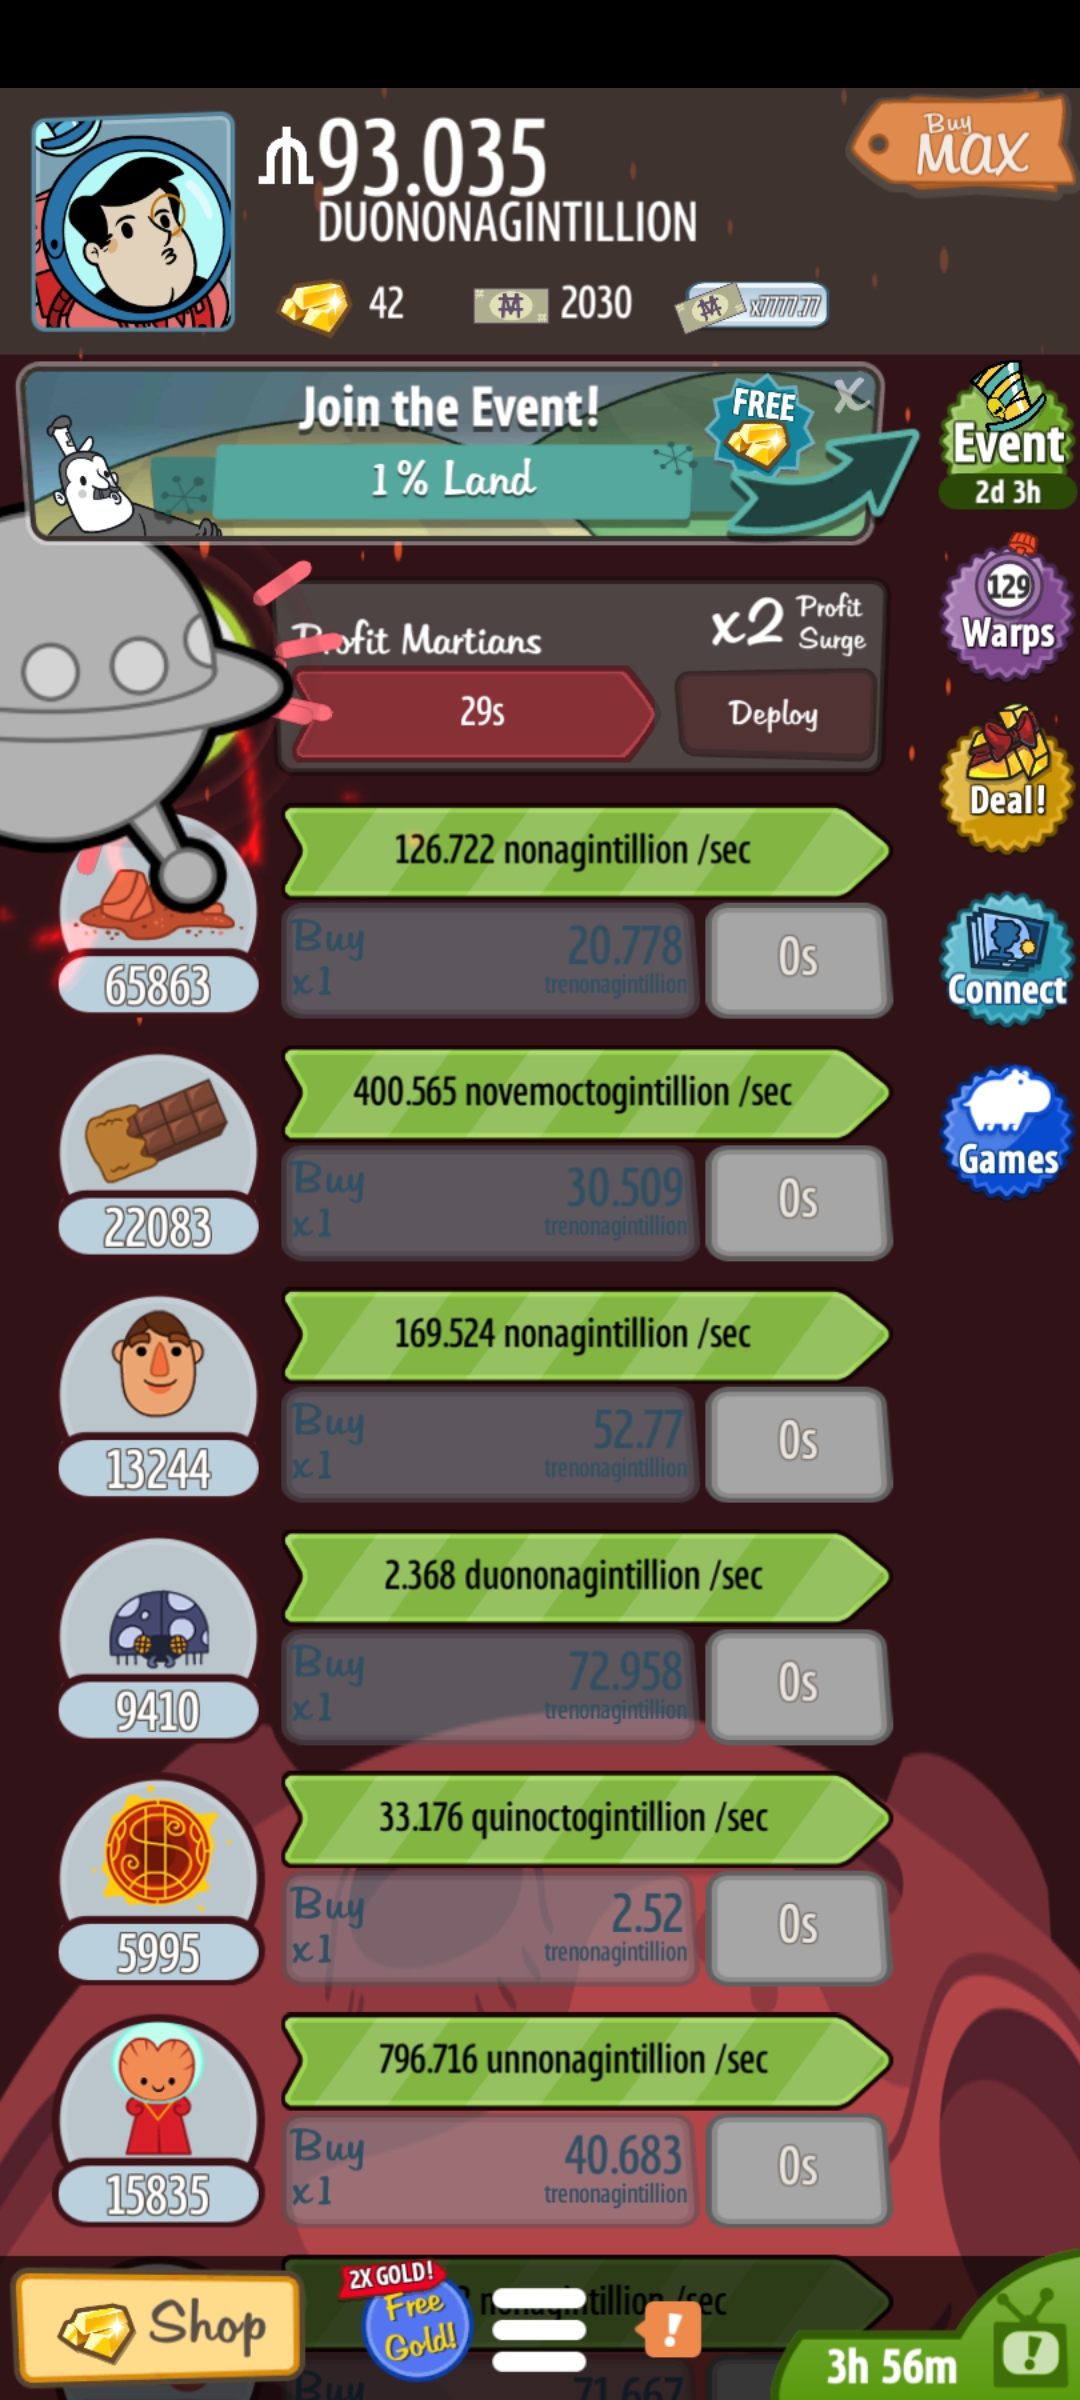 Buy
MAX
93.035
DUONONAGINTILLION
42
2030
x7777.77
Join the Event!
1% Land
FREE
X
Event
2d 3h
Profit Martians
x2 Profit
Surge
29s
Deploy
129
Warps
Deal!
126.722 nonagintillion /sec
Buy
x1
20.778
trenonagintillion
0s
65863
Connect
400.565 novemoctogintillion /sec
Buy
x1
30.509
trenonagintillion
0s
22083
Games
169.524 nonagintillion /sec
Buy
x1
52.77
trenonagintillion
0s
13244
2.368 duononagintillion /sec
Buy
x1
72.958
trenonagintillion
0s
9410
33.176 quinoctogintillion /sec
Buy
x1
2.52
trenonagintillion
0s
5995
796.716 unnonagintillion /sec
Buy
x1
40.683
trenonagintillion
0s
15835
Shop
2X GOLD!
Free
Gold!
nonagintillion /sec
!
3h 56m
!
Buy
71.667